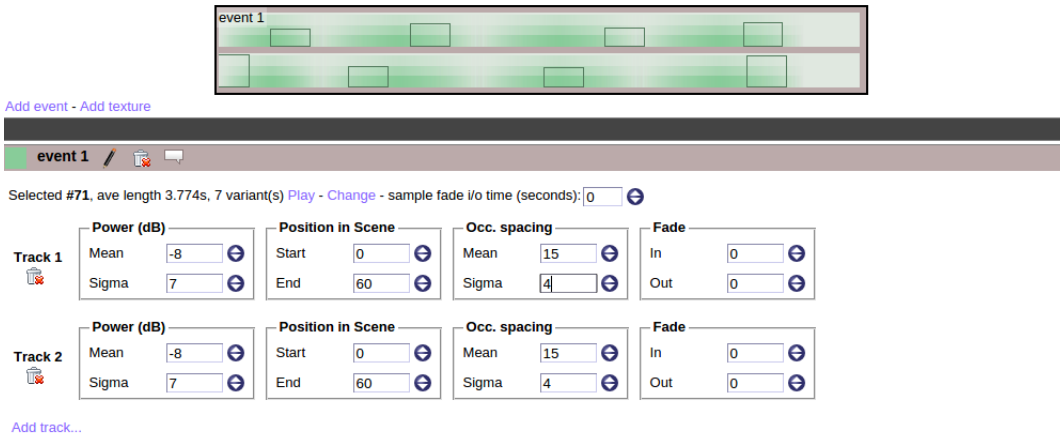 event 1
Add event - Add texture
event 1
Selected #71, ave length 3.774s, 7 variant(s) Play - Change - sample fade i/o time (seconds): 0
Power (dB) Position in Scene Occ. spacing Fade
Track 1 Mean -8 Start 0 Mean 15 In 0
Sigma 7 End 60 Sigma 4 Out 0
Power (dB) Position in Scene Occ. spacing Fade
Track 2 Mean -8 Start 0 Mean 15 In 0
Sigma 7 End 60 Sigma 4 Out 0
Add track...